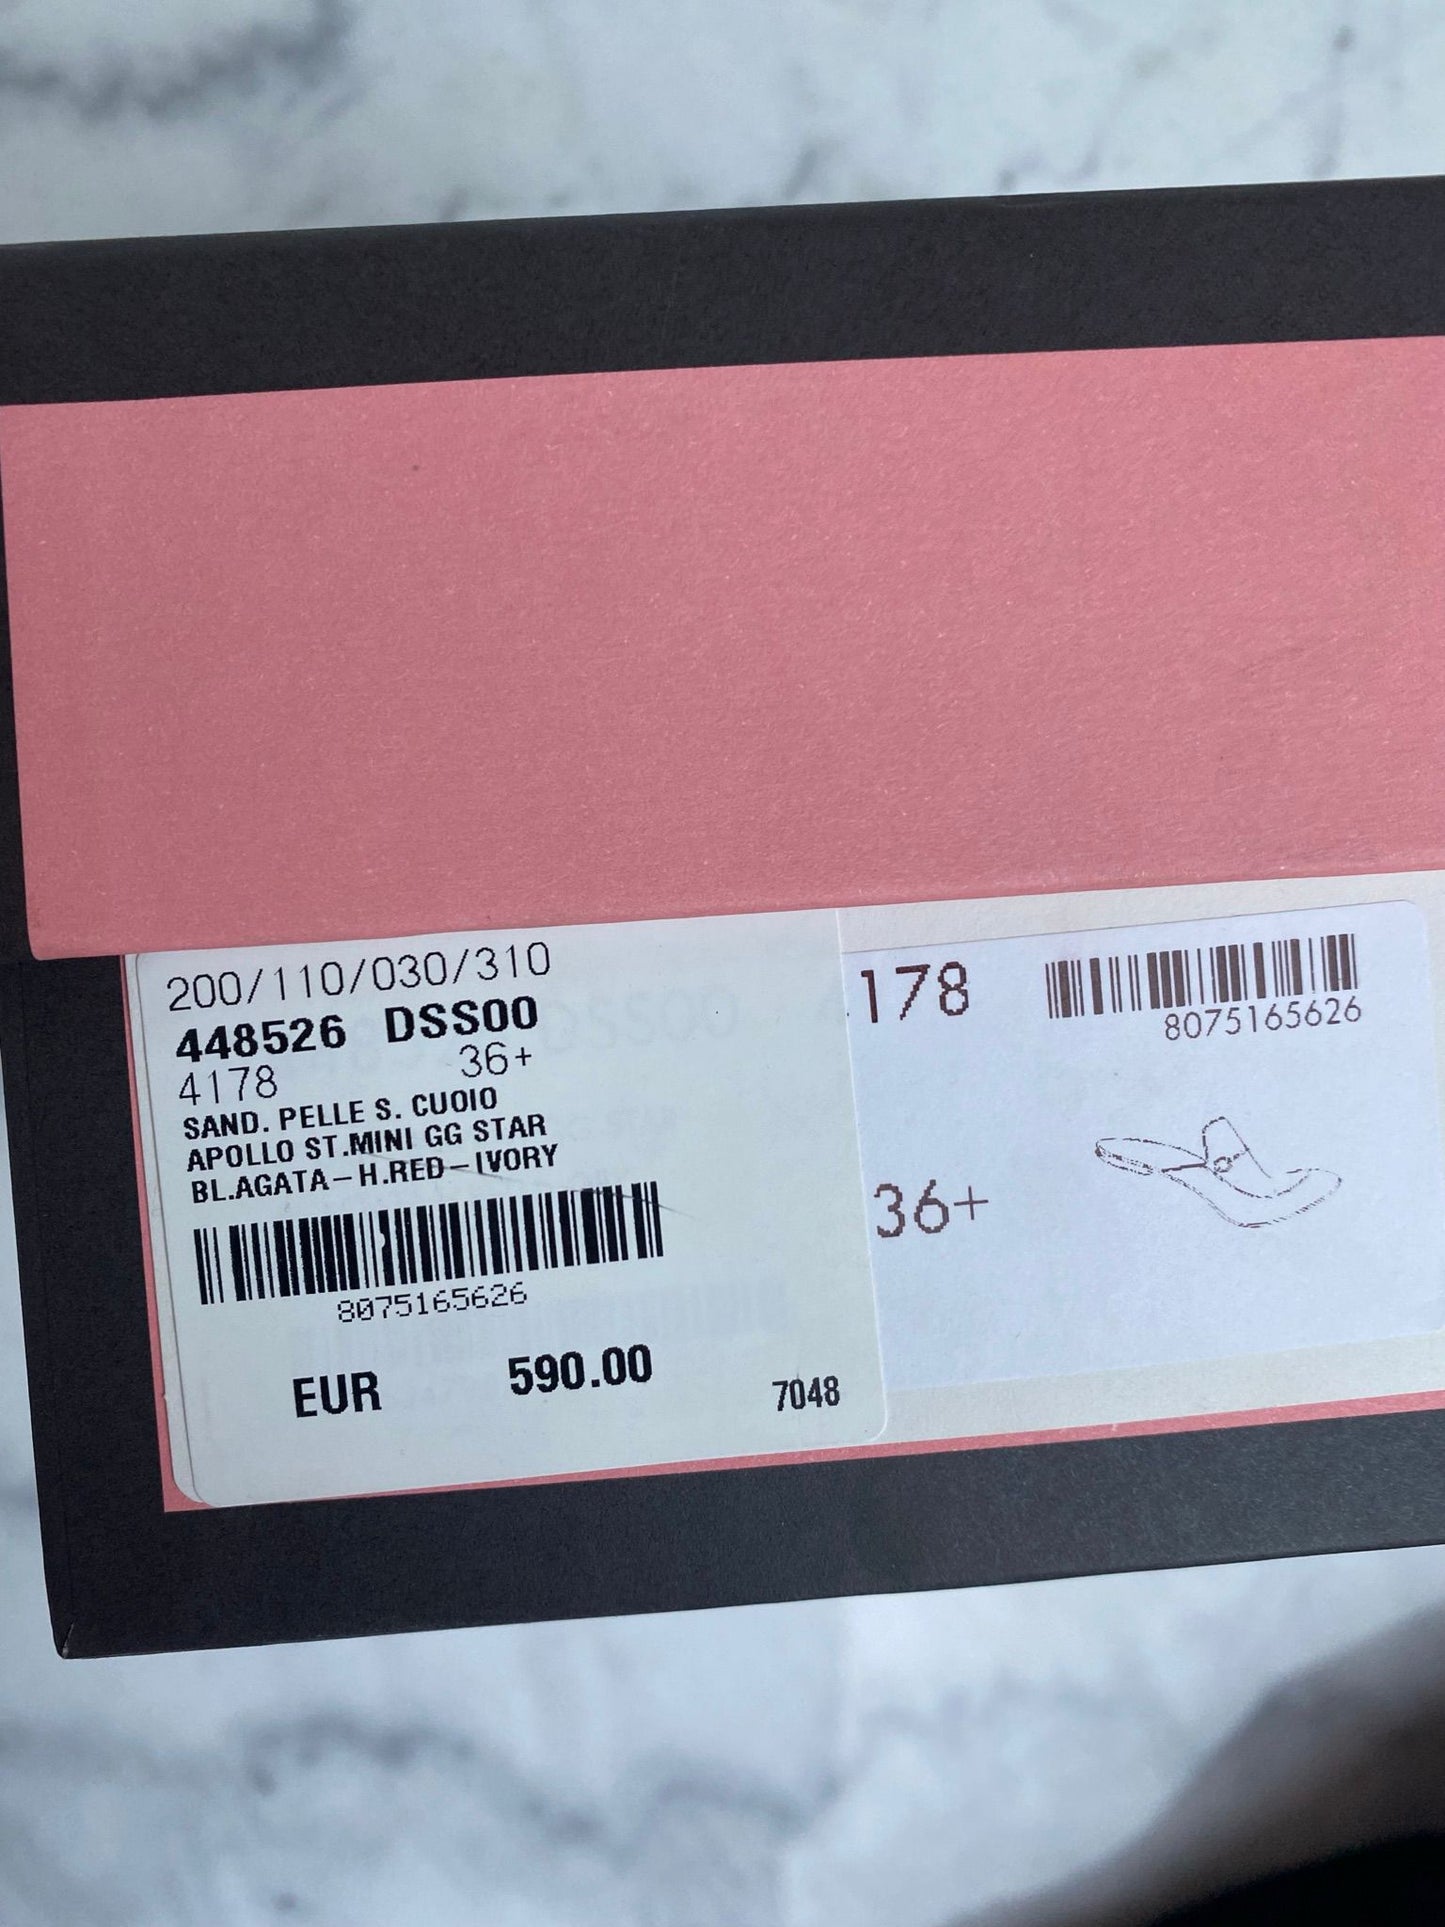 200/110/030/310
448526 DSS00
4178 36+
SAND. PELLE S. CUOIO
APOLLO ST.MINI GG STAR
BL.AGATA-H.RED-IVORY
8075165626
EUR 590.00
7048
178
8075165626
36+